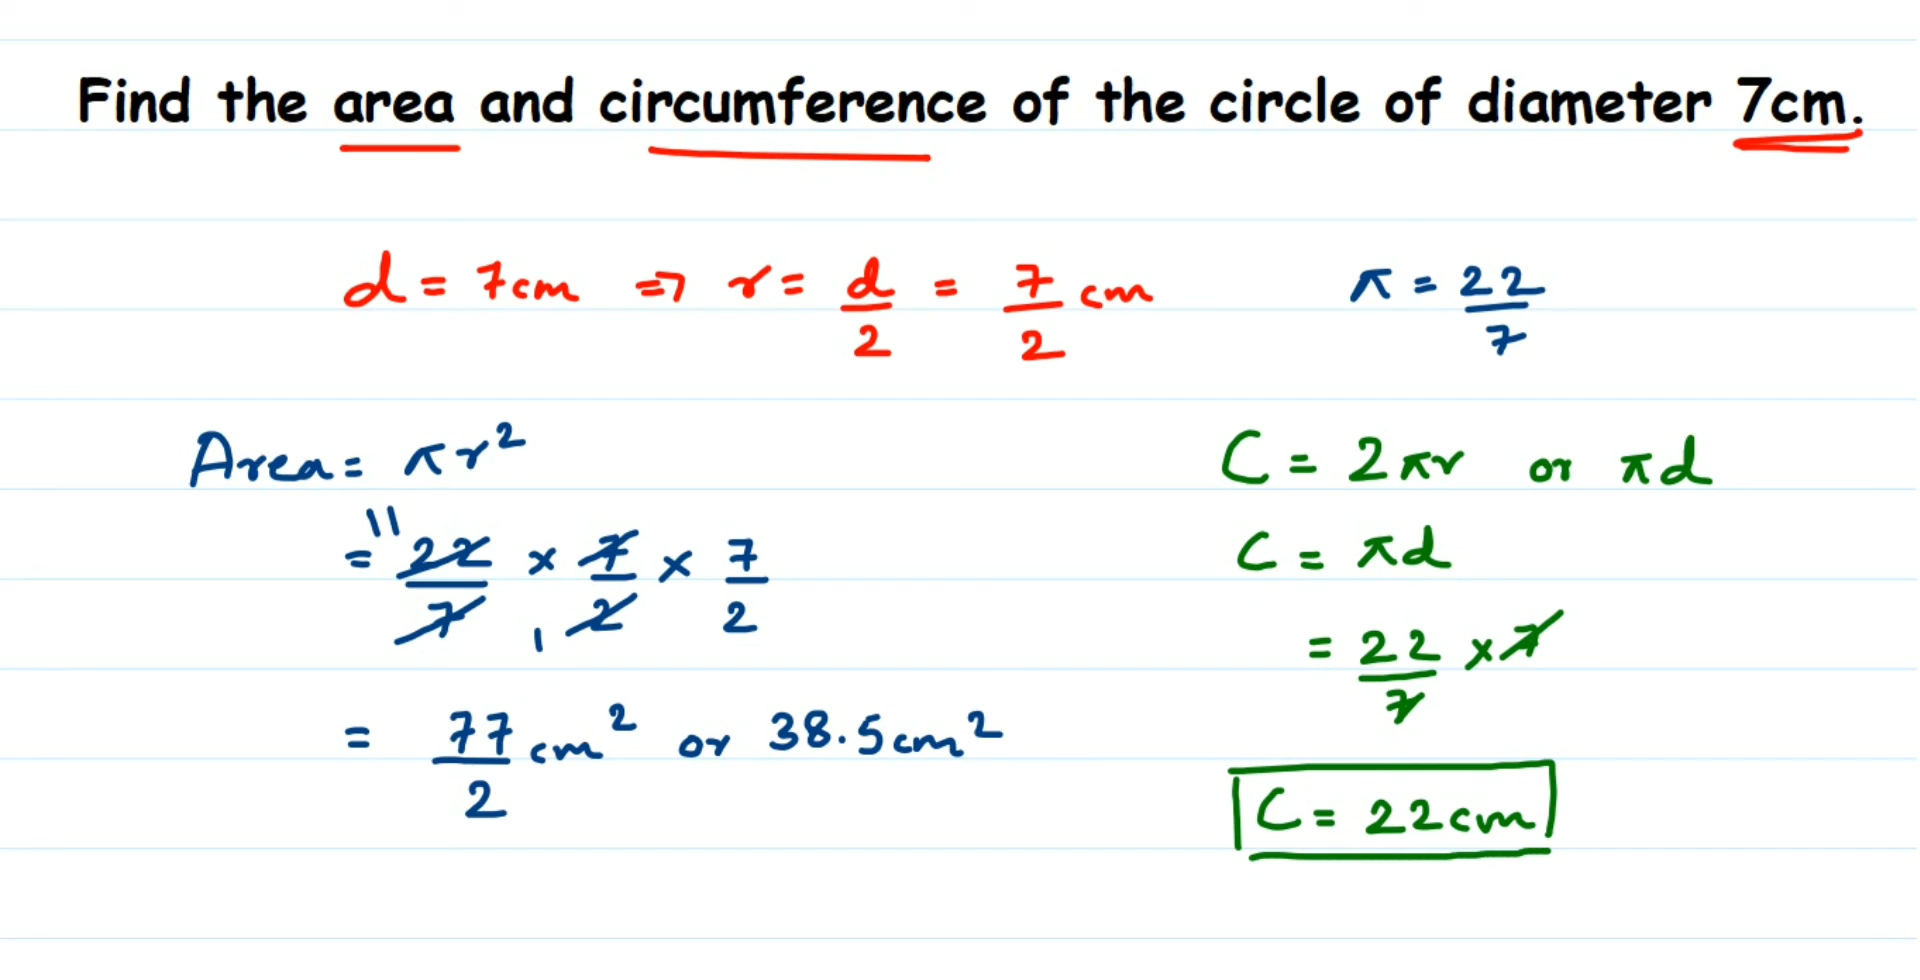 Find the area and circumference of the circle of diameter 7cm.
d = 7cm ⇒ r = d/2 = 7/2 cm
π = 22/7
Area = πr²
11
= 22/7 × 7/2 × 7/2
1
= 77/2 cm² or 38.5cm²
C = 2πr or πd
C = πd
= 22/7 × 7
C = 22cm